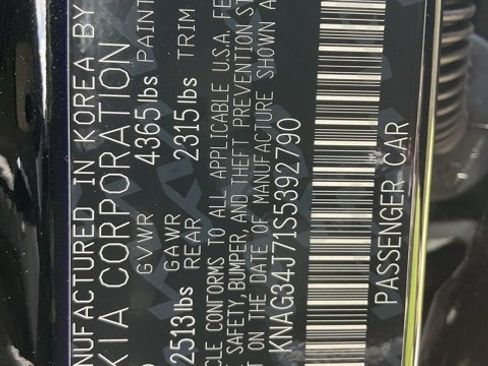 NUFACTURED IN KOREA BY
KIA CORPORATION
GVWR 4365lbs PAINT
2513lbs GAWR REAR 2315lbs TRIM
CLE CONFORMS TO ALL APPLICABLE U.S.A. FE
SAFETY, BUMPER, AND THEFT PREVENTION ST
ON THE DATE OF MANUFACTURE SHOWN A
KNAG34J71S5392790
PASSENGER CAR